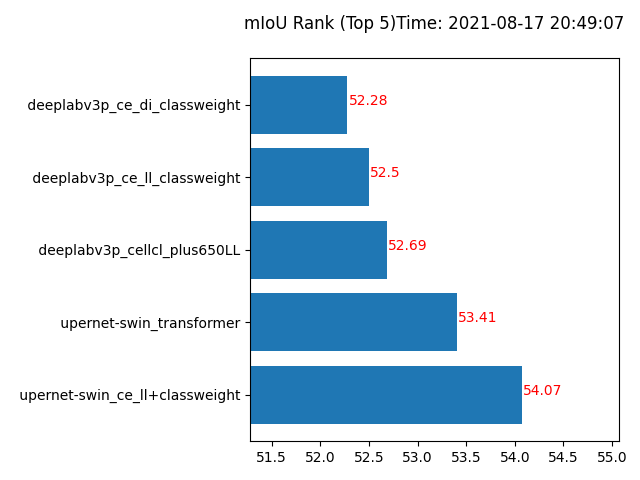 mIoU Rank (Top 5)Time: 2021-08-17 20:49:07
deeplabv3p_ce_di_classweight
52.28
deeplabv3p_ce_ll_classweight
52.5
deeplabv3p_cellcl_plus650LL
52.69
upernet-swin_transformer
53.41
upernet-swin_ce_ll+classweight
54.07
51.5 52.0 52.5 53.0 53.5 54.0 54.5 55.0